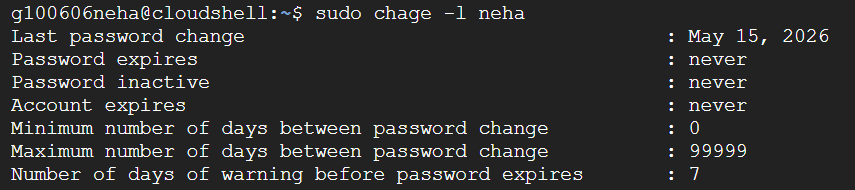 g100606neha@cloudshell:~$ sudo chage -l neha
Last password change : May 15, 2026
Password expires : never
Password inactive : never
Account expires : never
Minimum number of days between password change : 0
Maximum number of days between password change : 99999
Number of days of warning before password expires : 7